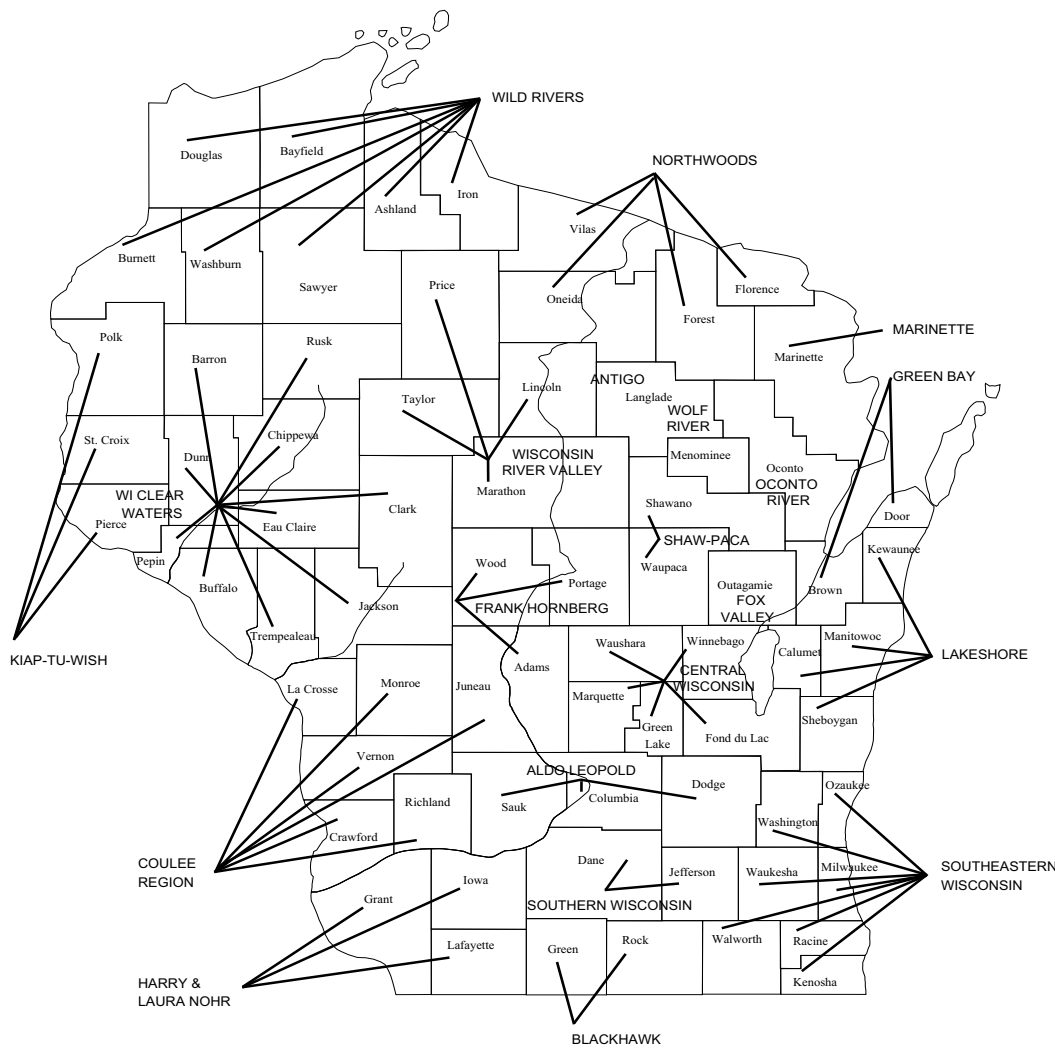 WILD RIVERS
Douglas
Bayfield
NORTHWOODS
Iron
Ashland
Vilas
Burnett
Washburn
Sawyer
Price
Oneida
Florence
Forest
MARINETTE
Polk
Rusk
Marinette
Barron
GREEN BAY
ANTIGO
Lincoln
Taylor
Langlade
WOLF
RIVER
Chippewa
St. Croix
WISCONSIN
RIVER VALLEY
Menominee
Dunn
Oconto
OCONTO
RIVER
WI CLEAR
WATERS
Marathon
Shawano
Clark
Door
Pierce
Eau Claire
SHAW-PACA
Kewaunee
Pepin
Wood
Waupaca
Portage
Outagamie
Brown
Buffalo
FOX
VALLEY
FRANK HORNBERG
Jackson
Trempealeau
Waushara
Winnebago
Manitowoc
Calumet
LAKESHORE
KIAP-TU-WISH
Adams
CENTRAL
WISCONSIN
La Crosse
Monroe
Juneau
Marquette
Sheboygan
Green
Lake
Fond du Lac
Vernon
ALDO LEOPOLD
Dodge
Ozaukee
Richland
Sauk
Columbia
Washington
Crawford
COULEE
REGION
Dane
Jefferson
Waukesha
Milwaukee
SOUTHEASTERN
WISCONSIN
Iowa
Grant
SOUTHERN WISCONSIN
Lafayette
Green
Rock
Walworth
Racine
Kenosha
HARRY &
LAURA NOHR
BLACKHAWK